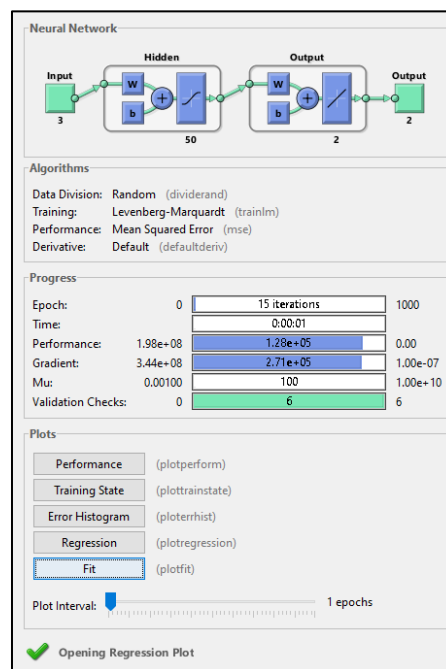 Neural Network
Hidden Output
Input Output
W W
b b
3 50 2 2
Algorithms
Data Division: Random (dividerand)
Training: Levenberg-Marquardt (trainlm)
Performance: Mean Squared Error (mse)
Derivative: Default (defaultderiv)
Progress
Epoch: 0 15 iterations 1000
Time: 0:00:01
Performance: 1.98e+08 1.28e+05 0.00
Gradient: 3.44e+08 2.71e+05 1.00e-07
Mu: 0.00100 100 1.00e+10
Validation Checks: 0 6 6
Plots
Performance (plotperform)
Training State (plottrainstate)
Error Histogram (ploterrhist)
Regression (plotregression)
Fit (plotfit)
Plot Interval: 1 epochs
Opening Regression Plot